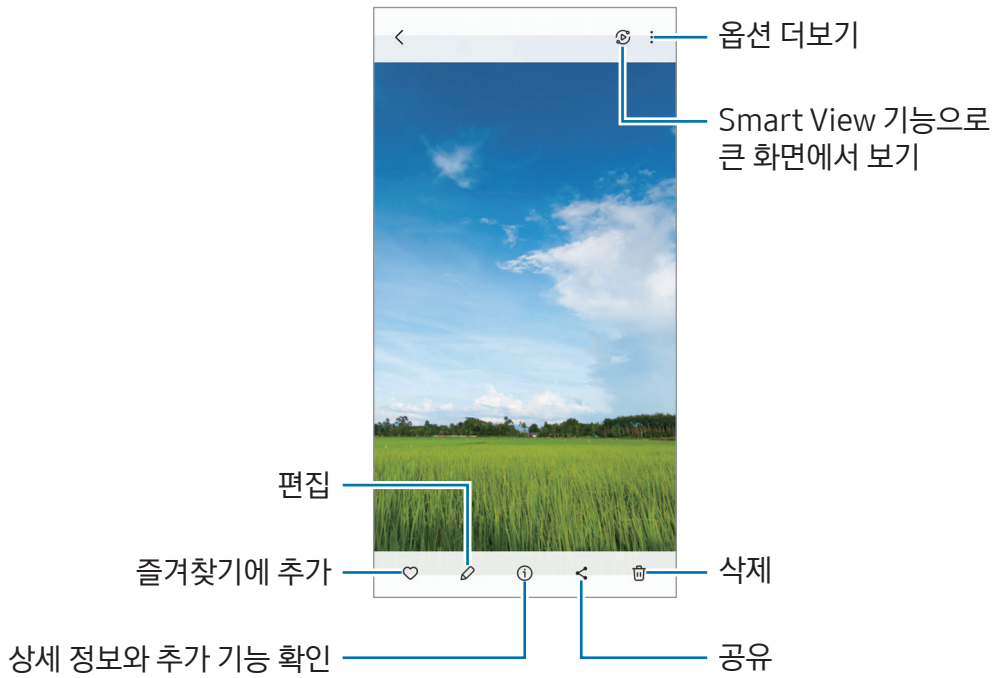 옵션 더보기
Smart View 기능으로
큰 화면에서 보기
편집
즐겨찾기에 추가
삭제
상세 정보와 추가 기능 확인
공유